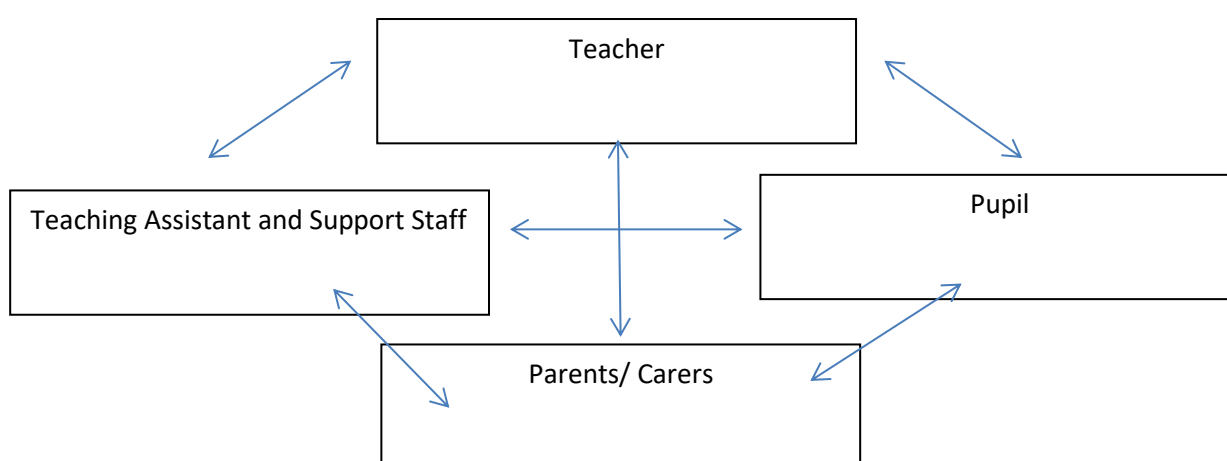 Teacher
Teaching Assistant and Support Staff
Pupil
Parents/ Carers